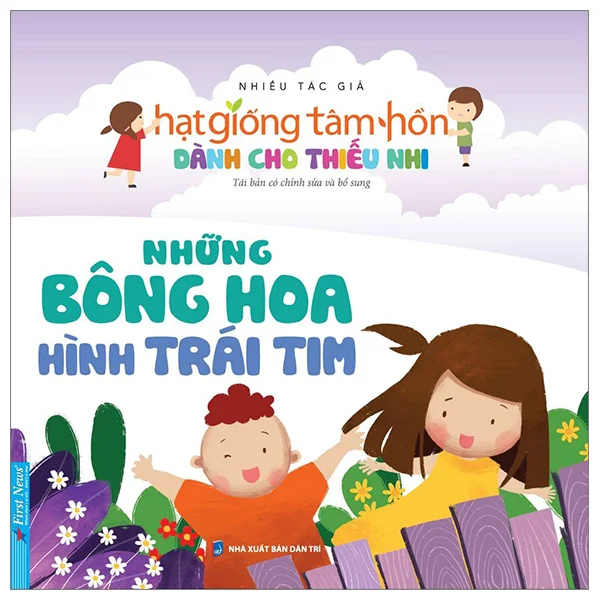 NHIỀU TÁC GIẢ
hạt giống tâm hồn
DÀNH CHO THIẾU NHI
Tái bản có chỉnh sửa và bổ sung
NHỮNG
BÔNG HOA
HÌNH TRÁI TIM
First News
NHÀ XUẤT BẢN DÂN TRÍ